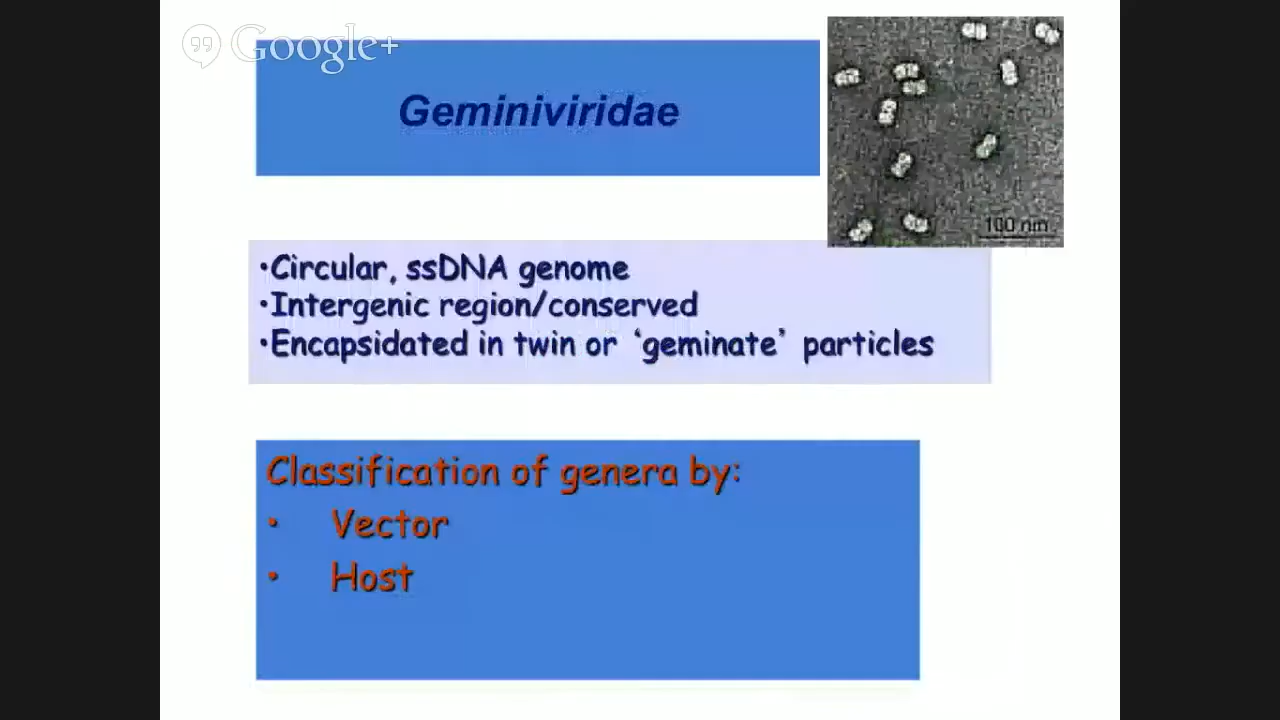 Google+
Geminiviridae
100 nm
•Circular, ssDNA genome
•Intergenic region/conserved
•Encapsidated in twin or ‘geminate’ particles
Classification of genera by:
• Vector
• Host